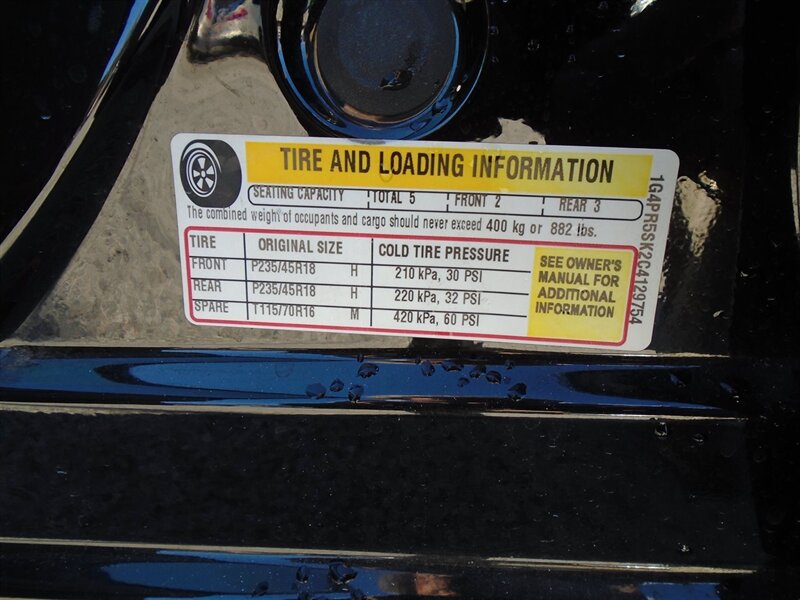 TIRE AND LOADING INFORMATION
SEATING CAPACITY TOTAL 5 FRONT 2 REAR 3
The combined weight of occupants and cargo should never exceed 400 kg or 882 lbs.
TIRE ORIGINAL SIZE COLD TIRE PRESSURE
FRONT P235/45R18 H 210 kPa, 30 PSI
REAR P235/45R18 H 220 kPa, 32 PSI
SPARE T115/70R16 M 420 kPa, 60 PSI
SEE OWNER'S
MANUAL FOR
ADDITIONAL
INFORMATION
1G4PR5SK2C4129754